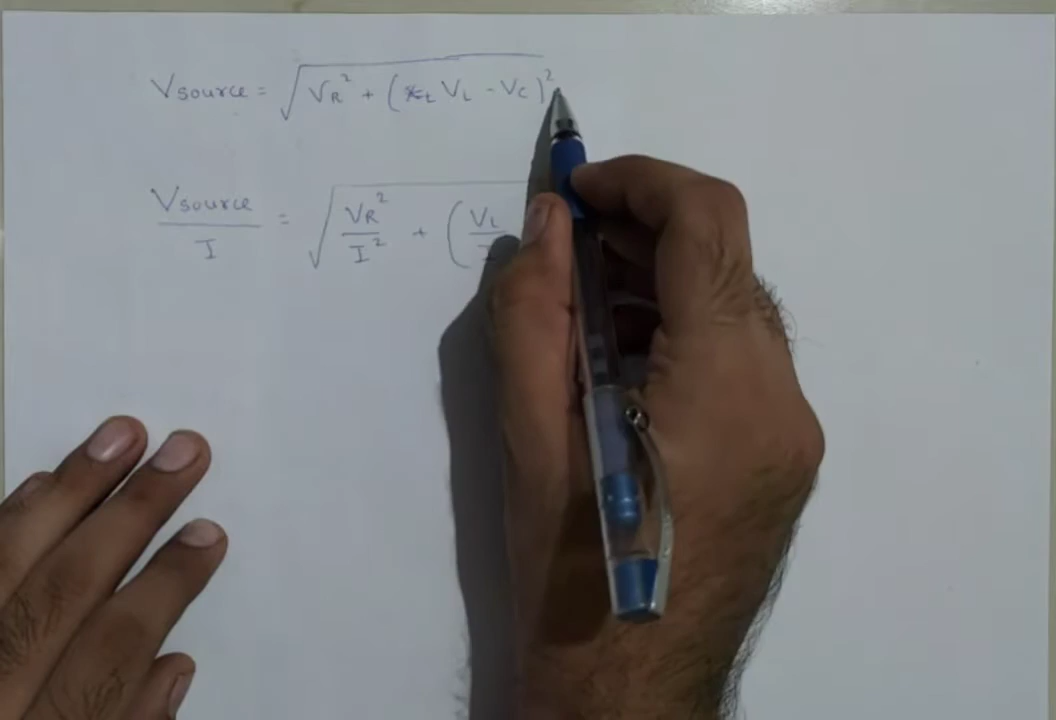 Vsource = √(VR² + (VL - VC)²)
Vsource/I = √(VR²/I² + (VL/I